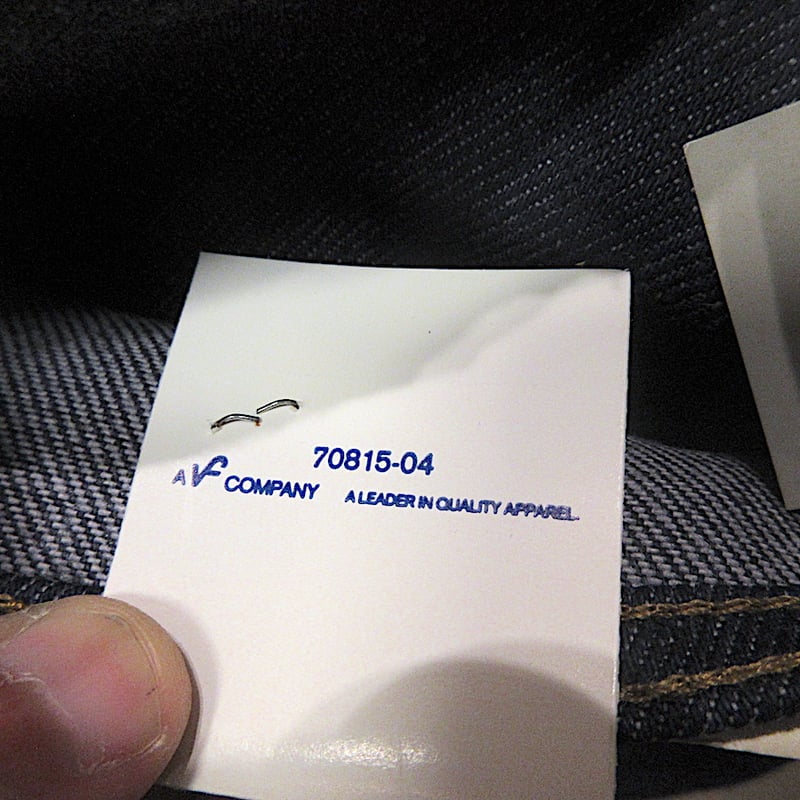 70815-04
A VF COMPANY A LEADER IN QUALITY APPAREL.